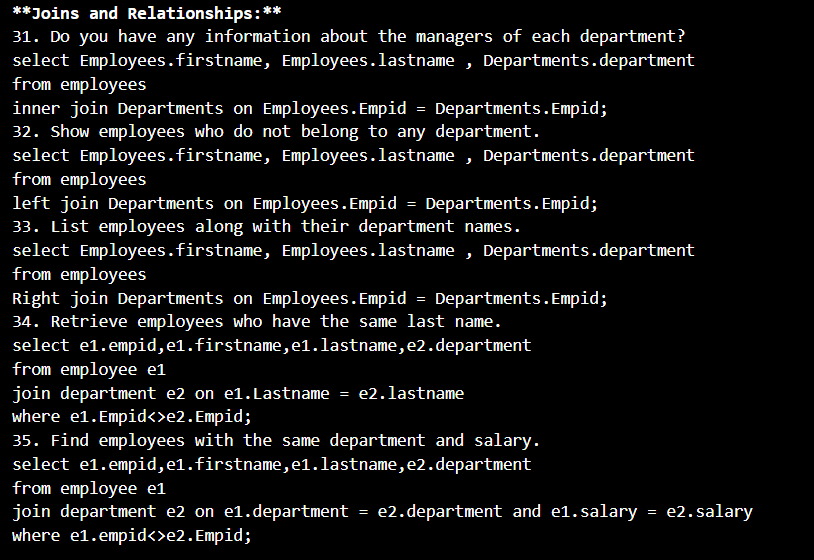 **Joins and Relationships:**
31. Do you have any information about the managers of each department?
select Employees.firstname, Employees.lastname , Departments.department
from employees
inner join Departments on Employees.Empid = Departments.Empid;
32. Show employees who do not belong to any department.
select Employees.firstname, Employees.lastname , Departments.department
from employees
left join Departments on Employees.Empid = Departments.Empid;
33. List employees along with their department names.
select Employees.firstname, Employees.lastname , Departments.department
from employees
Right join Departments on Employees.Empid = Departments.Empid;
34. Retrieve employees who have the same last name.
select e1.empid,e1.firstname,e1.lastname,e2.department
from employee e1
join department e2 on e1.Lastname = e2.lastname
where e1.Empid<>e2.Empid;
35. Find employees with the same department and salary.
select e1.empid,e1.firstname,e1.lastname,e2.department
from employee e1
join department e2 on e1.department = e2.department and e1.salary = e2.salary
where e1.empid<>e2.Empid;